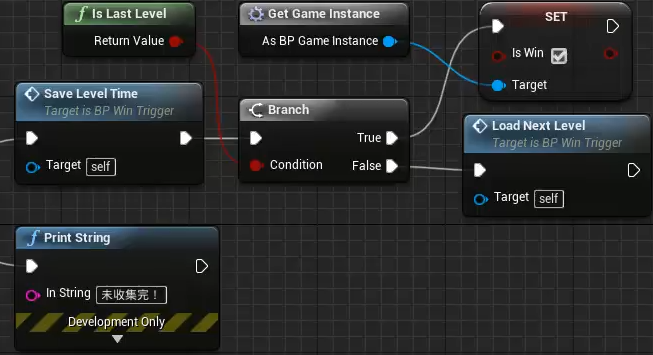 Is Last Level
Return Value
Get Game Instance
As BP Game Instance
SET
Is Win
Target
Save Level Time
Target is BP Win Trigger
Target self
Branch
True
Condition
False
Load Next Level
Target is BP Win Trigger
Target self
Print String
In String 未收集完！
Development Only